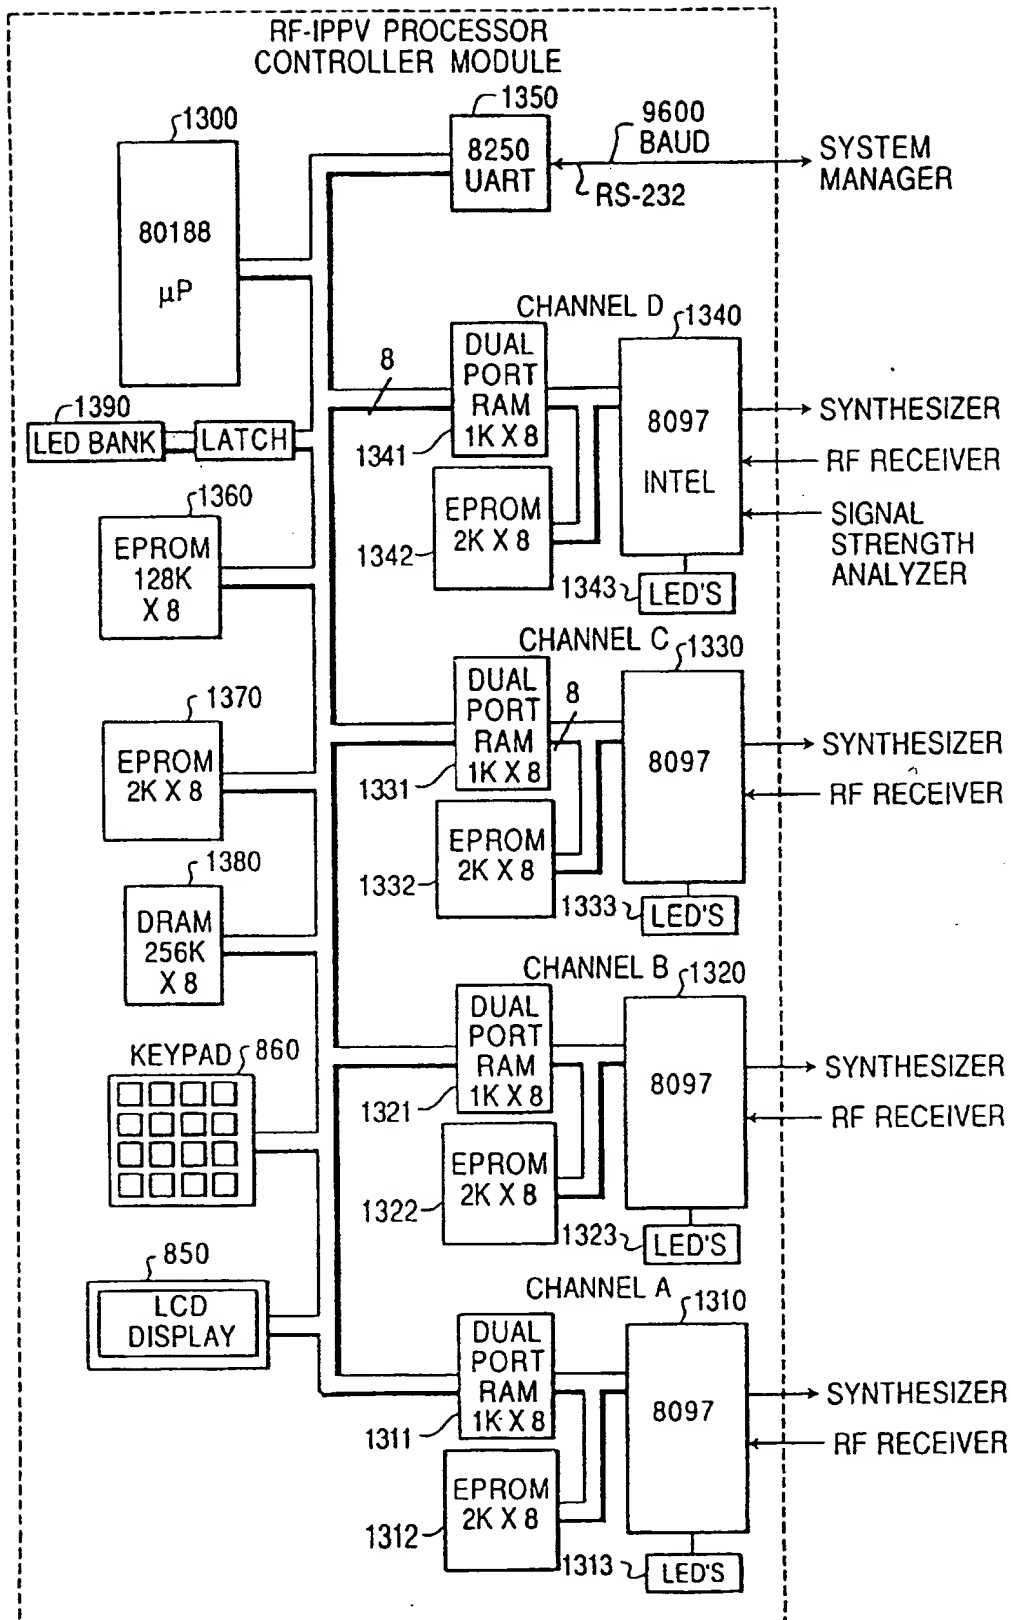 RF-IPPV PROCESSOR
CONTROLLER MODULE
1300
80188
µP
1350
8250
UART
9600
BAUD
RS-232
SYSTEM
MANAGER
1390
LED BANK
LATCH
8
CHANNEL D
DUAL
PORT
RAM
1K X 8
1341
EPROM
2K X 8
1342
1340
8097
INTEL
1343
LED'S
SYNTHESIZER
RF RECEIVER
SIGNAL
STRENGTH
ANALYZER
1360
EPROM
128K
X 8
CHANNEL C
DUAL
PORT
RAM
1K X 8
8
1331
EPROM
2K X 8
1332
1330
8097
1333
LED'S
SYNTHESIZER
RF RECEIVER
1370
EPROM
2K X 8
1380
DRAM
256K
X 8
CHANNEL B
DUAL
PORT
RAM
1K X 8
1321
EPROM
2K X 8
1322
1320
8097
1323
LED'S
SYNTHESIZER
RF RECEIVER
KEYPAD
860
850
LCD
DISPLAY
CHANNEL A
DUAL
PORT
RAM
1K X 8
1311
EPROM
2K X 8
1312
1310
8097
1313
LED'S
SYNTHESIZER
RF RECEIVER